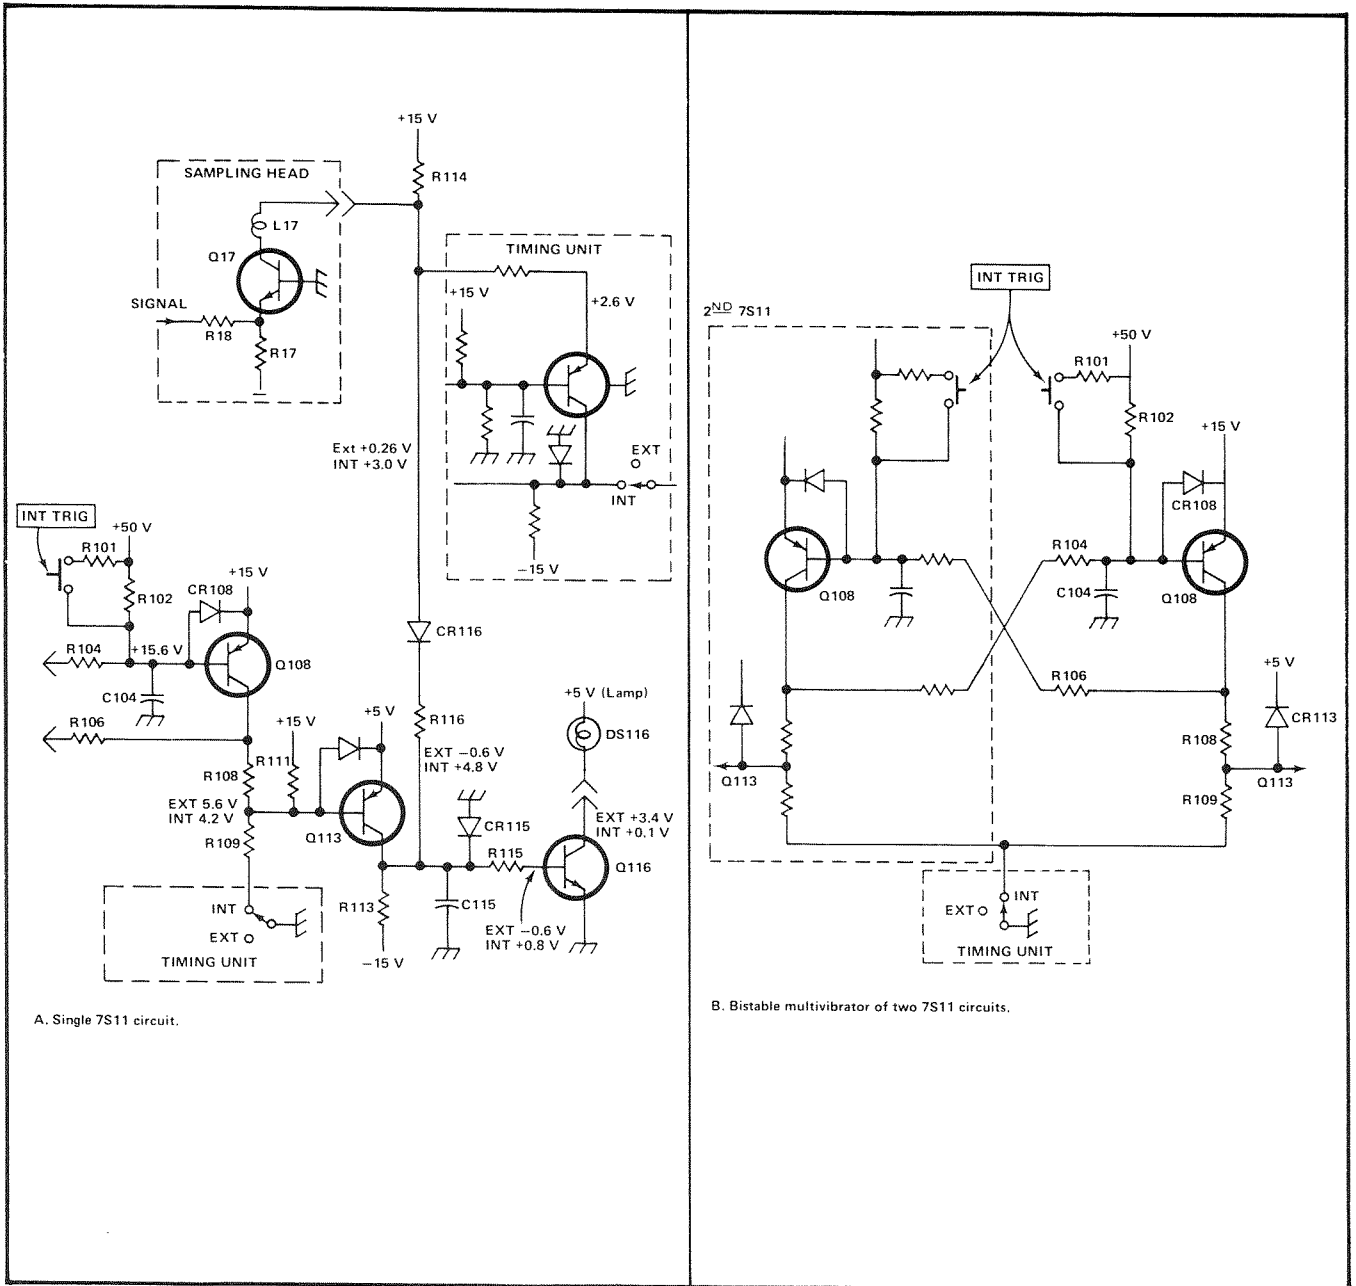 +15 V
SAMPLING HEAD
R114
L17
Q17
TIMING UNIT
SIGNAL
+15 V
+2.6 V
R18
R17
Ext +0.26 V
INT +3.0 V
EXT
INT
INT TRIG
+50 V
R101
+15 V
-15 V
R102
CR108
CR116
R104
+15.6 V
Q108
C104
+5 V (Lamp)
R106
+15 V
+5 V
R116
DS116
EXT -0.6 V
INT +4.8 V
R108
R111
EXT 5.6 V
INT 4.2 V
EXT +3.4 V
INT +0.1 V
CR115
R109
Q113
R115
Q116
INT
R113
C115
EXT
EXT -0.6 V
INT +0.8 V
TIMING UNIT
-15 V
A. Single 7S11 circuit.
INT TRIG
2ND 7S11
+50 V
R101
R102
+15 V
CR108
R104
Q108
C104
Q108
+5 V
R106
CR113
R108
Q113
Q113
R109
INT
EXT
TIMING UNIT
B. Bistable multivibrator of two 7S11 circuits.